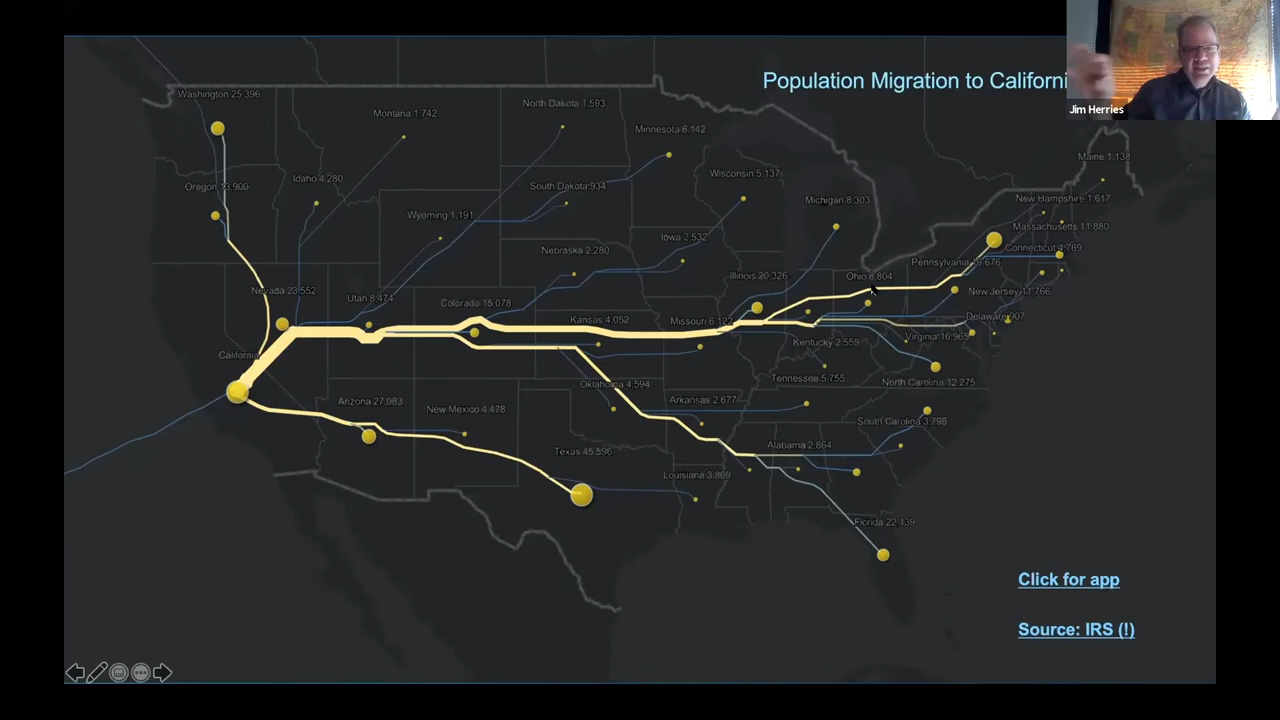 Population Migration to Californi
Jim Herries
Washington 25,396
Montana 1,742
North Dakota 1,593
Minnesota 6,142
Maine 1,138
Oregon 13,900
Idaho 4,280
South Dakota 934
Wisconsin 5,137
Michigan 8,303
New Hampshire 1,617
Wyoming 1,191
Massachusetts 11,880
Iowa 2,532
Connecticut 4,769
Nebraska 2,280
Pennsylvania
Nevada 23,552
Utah 8,474
Colorado 15,078
Illinois 20,326
Ohio 8,804
New Jersey 11,766
Kansas 4,052
Missouri 6,122
Delaware 907
Kentucky 2,559
Virginia 16,965
California
Tennessee 5,755
North Carolina 12,275
Oklahoma 4,594
Arizona 27,083
New Mexico 4,478
Arkansas 2,677
South Carolina 3,796
Texas 45,596
Alabama 2,864
Louisiana 3,869
Florida 22,139
Click for app
Source: IRS (!)